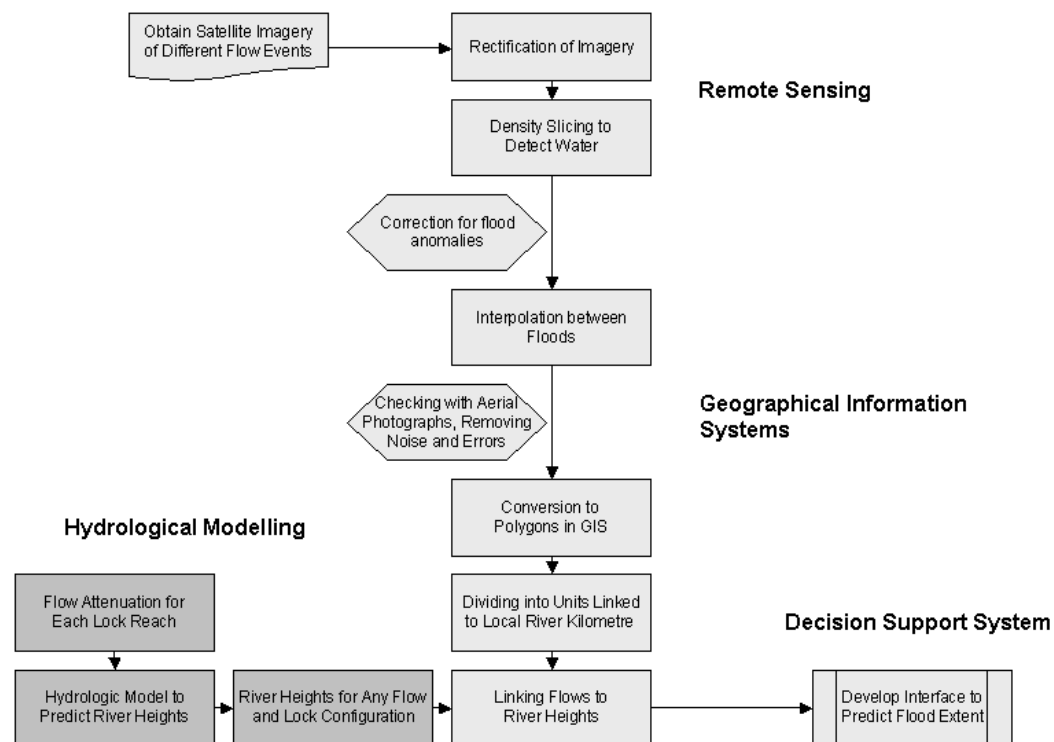 Obtain Satellite Imagery
of Different Flow Events
Rectification of Imagery
Remote Sensing
Density Slicing to
Detect Water
Correction for flood
anomalies
Interpolation between
Floods
Checking with Aerial
Photographs, Removing
Noise and Errors
Geographical Information
Systems
Conversion to
Polygons in GIS
Hydrological Modelling
Flow Attenuation for
Each Lock Reach
Dividing into Units Linked
to Local River Kilometre
Decision Support System
Hydrologic Model to
Predict River Heights
River Heights for Any Flow
and Lock Configuration
Linking Flows to
River Heights
Develop Interface to
Predict Flood Extent